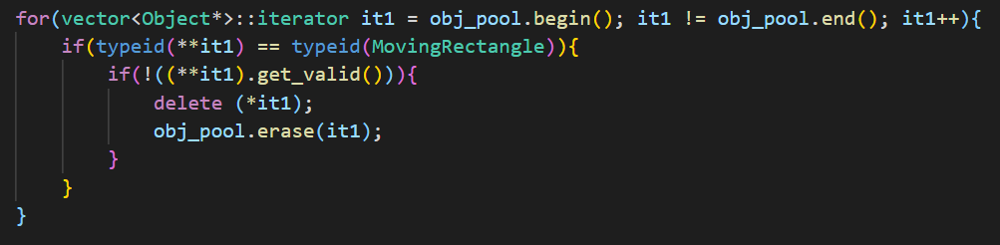 for(vector<Object*>::iterator it1 = obj_pool.begin(); it1 != obj_pool.end(); it1++){
    if(typeid(**it1) == typeid(MovingRectangle)){
        if(!((**it1).get_valid())){
            delete (*it1);
            obj_pool.erase(it1);
        }
    }
}